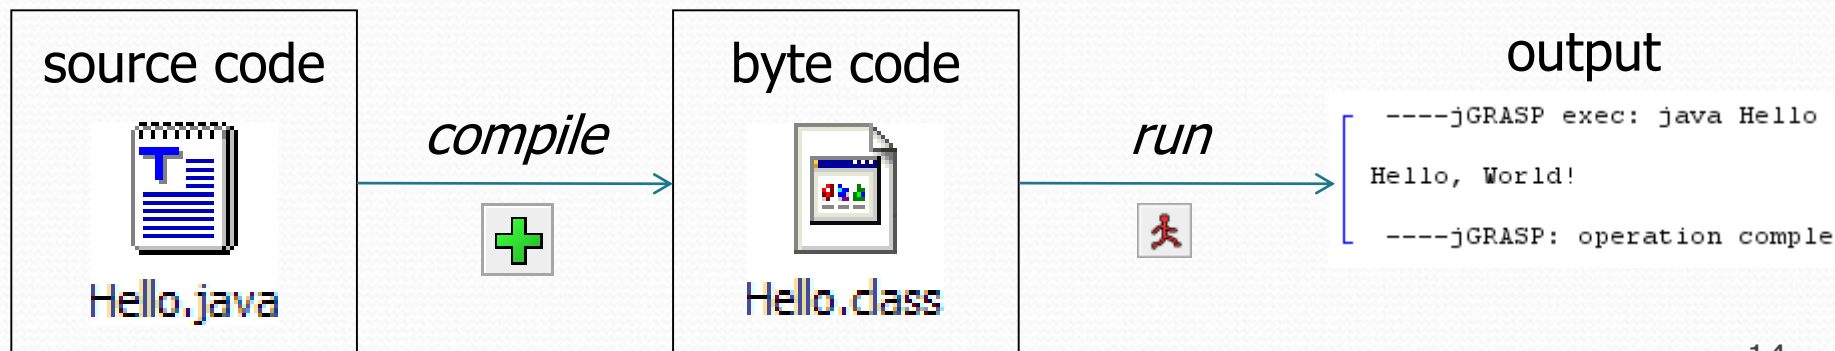 source code
compile
Hello.java
byte code
run
Hello.class
output
----jGRASP exec: java Hello
Hello, World!
----jGRASP: operation comple